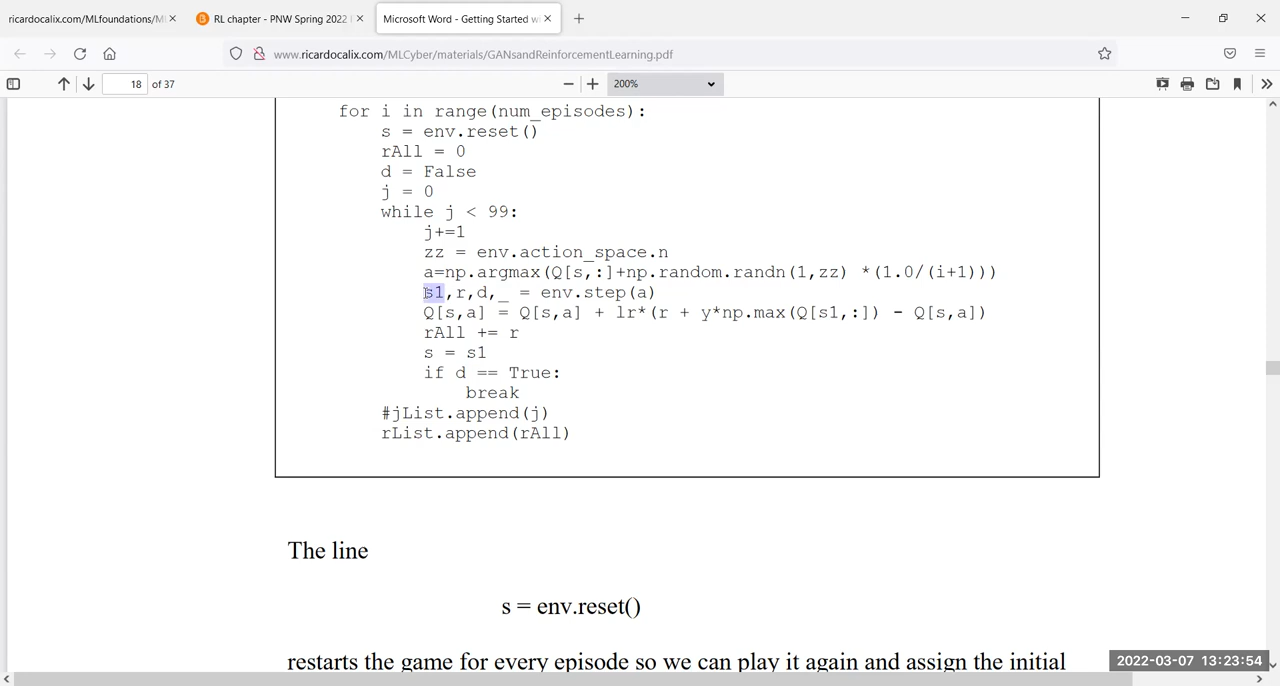 ricardocalix.com/MLfoundations/ML
RL chapter - PNW Spring 2022
Microsoft Word - Getting Started wi
www.ricardocalix.com/MLCyber/materials/GANsandReinforcementLearning.pdf
18 of 37
200%
for i in range(num_episodes):
s = env.reset()
rAll = 0
d = False
j = 0
while j < 99:
j+=1
zz = env.action_space.n
a=np.argmax(Q[s,:]+np.random.randn(1,zz) *(1.0/(i+1)))
s1,r,d,_ = env.step(a)
Q[s,a] = Q[s,a] + lr*(r + y*np.max(Q[s1,:]) - Q[s,a])
rAll += r
s = s1
if d == True:
break
#jList.append(j)
rList.append(rAll)
The line
s = env.reset()
restarts the game for every episode so we can play it again and assign the initial
2022-03-07 13:23:54